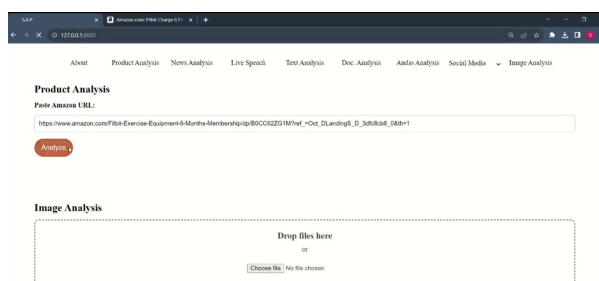 S.A.P
Amazon.com: Fitbit Charge 6 Fit
127.0.0.1:8000
About Product Analysis News Analysis Live Speech Text Analysis Doc. Analysis Audio Analysis Social Media Image Analysis
Product Analysis
Paste Amazon URL:
https://www.amazon.com/Fitbit-Exercise-Equipment-6-Months-Membership/dp/B0CC62ZG1M?ref_=Oct_DLandingS_D_3dfc8cb8_0&th=1
Analyze
Image Analysis
Drop files here
or
Choose file No file chosen